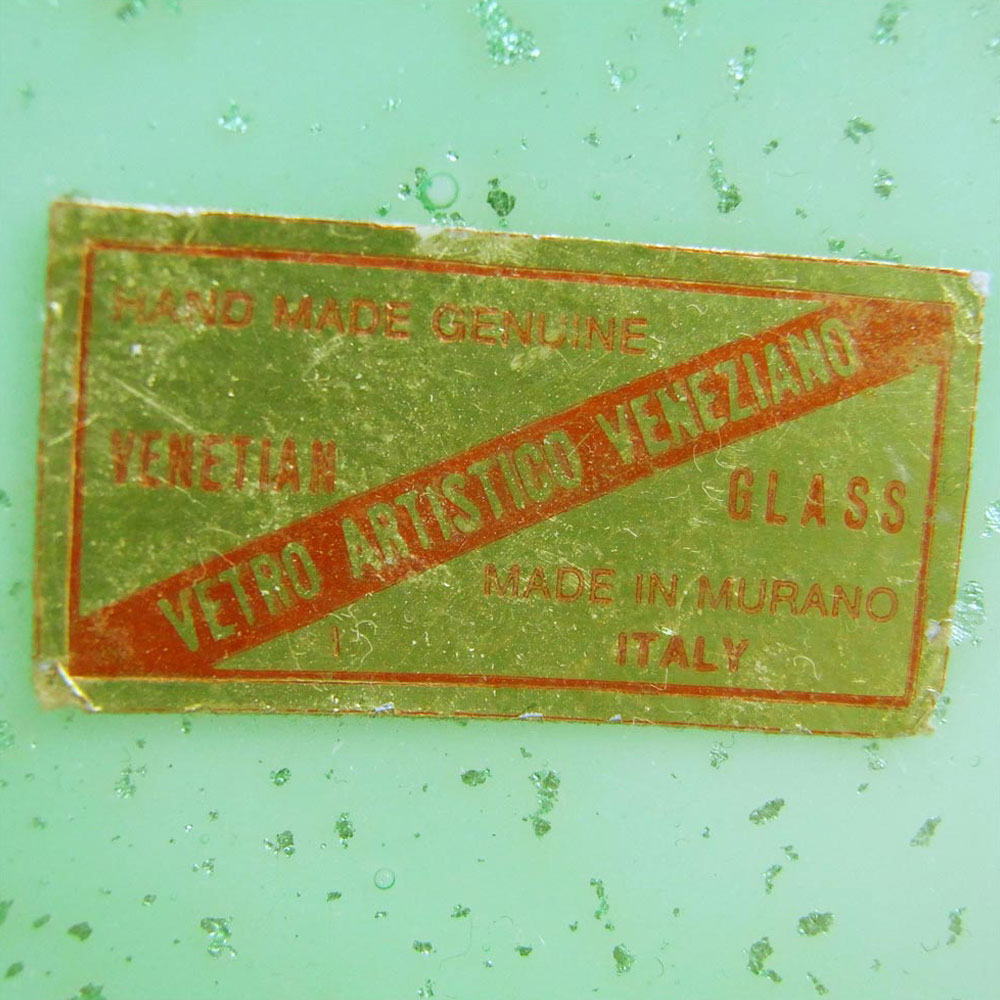 HAND MADE GENUINE
VENETIAN
VETRO ARTISTICO VENEZIANO
GLASS
MADE IN MURANO
ITALY